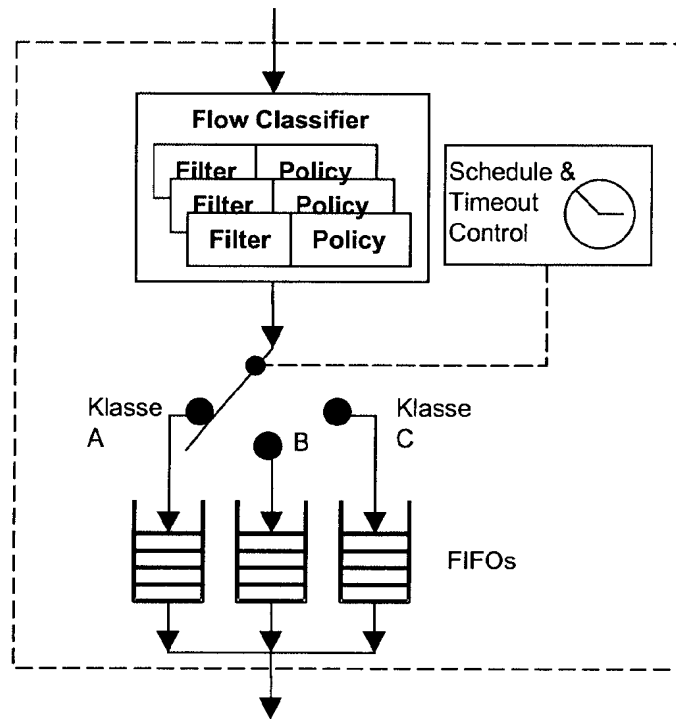 Flow Classifier
Filter Policy
Filter Policy
Filter Policy
Schedule &
Timeout
Control
Klasse
A
B
Klasse
C
FIFOs